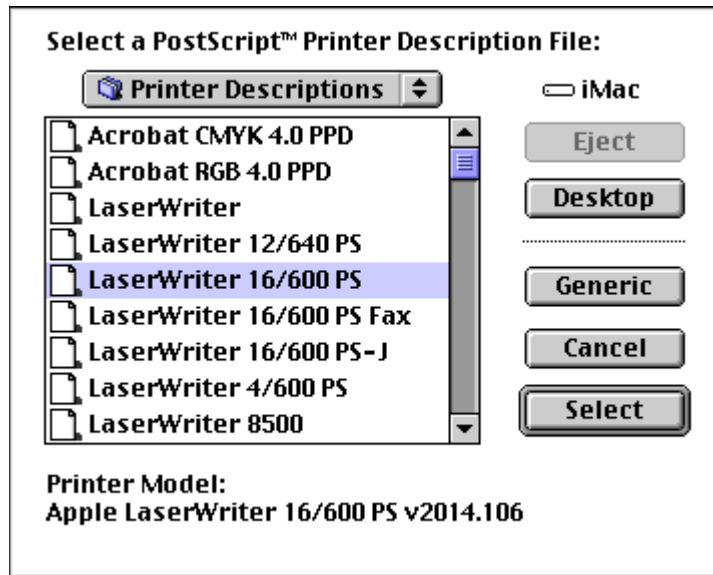 Select a PostScript™ Printer Description File:
Printer Descriptions
iMac
Acrobat CMYK 4.0 PPD
Acrobat RGB 4.0 PPD
LaserWriter
LaserWriter 12/640 PS
LaserWriter 16/600 PS
LaserWriter 16/600 PS Fax
LaserWriter 16/600 PS-J
LaserWriter 4/600 PS
LaserWriter 8500
Eject
Desktop
Generic
Cancel
Select
Printer Model:
Apple LaserWriter 16/600 PS v2014.106